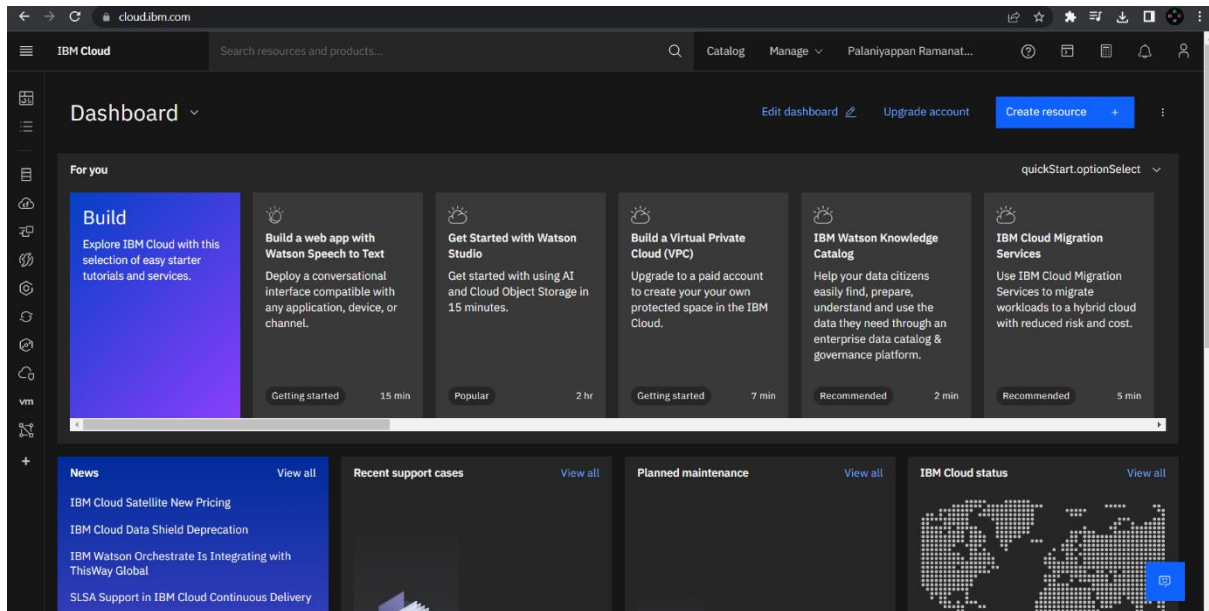 cloud.ibm.com
IBM Cloud
Search resources and products...
Catalog
Manage
Palaniyappan Ramanat...
Dashboard
Edit dashboard
Upgrade account
Create resource +
For you
quickStart.optionSelect
Build
Explore IBM Cloud with this
selection of easy starter
tutorials and services.
Build a web app with
Watson Speech to Text
Deploy a conversational
interface compatible with
any application, device, or
channel.
Getting started 15 min
Get Started with Watson
Studio
Get started with using AI
and Cloud Object Storage in
15 minutes.
Popular 2 hr
Build a Virtual Private
Cloud (VPC)
Upgrade to a paid account
to create your your own
protected space in the IBM
Cloud.
Getting started 7 min
IBM Watson Knowledge
Catalog
Help your data citizens
easily find, prepare,
understand and use the
data they need through an
enterprise data catalog &
governance platform.
Recommended 2 min
IBM Cloud Migration
Services
Use IBM Cloud Migration
Services to migrate
workloads to a hybrid cloud
with reduced risk and cost.
Recommended 5 min
vm
News View all
IBM Cloud Satellite New Pricing
IBM Cloud Data Shield Deprecation
IBM Watson Orchestrate Is Integrating with
ThisWay Global
SLSA Support in IBM Cloud Continuous Delivery
Recent support cases View all
Planned maintenance View all
IBM Cloud status View all